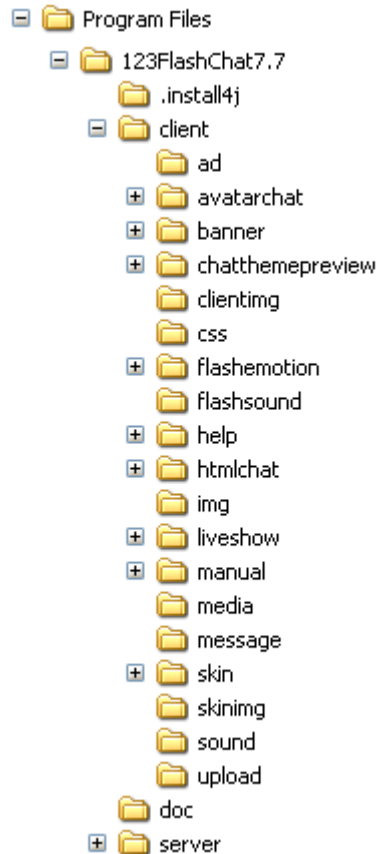 Program Files
123FlashChat7.7
.install4j
client
ad
avatarchat
banner
chatthemepreview
clientimg
css
flashemotion
flashsound
help
htmlchat
img
liveshow
manual
media
message
skin
skinimg
sound
upload
doc
server